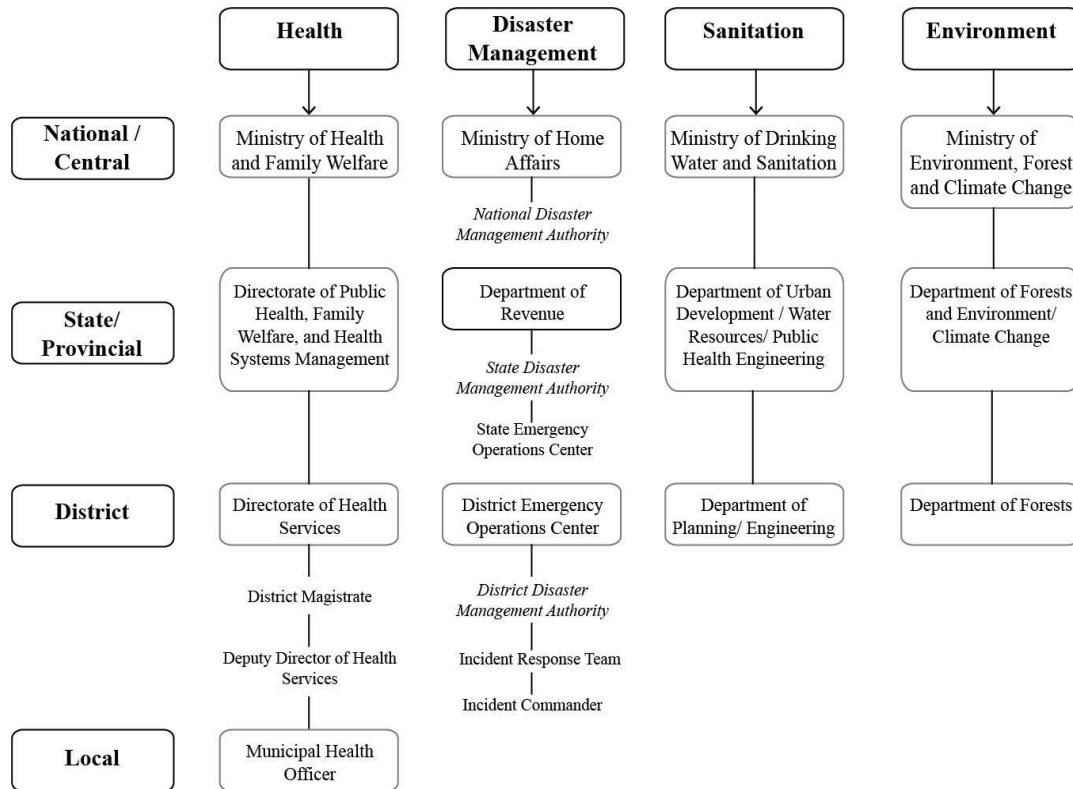 Health
Disaster
Management
Sanitation
Environment
National /
Central
Ministry of Health
and Family Welfare
Ministry of Home
Affairs
National Disaster
Management Authority
Ministry of Drinking
Water and Sanitation
Ministry of
Environment, Forest
and Climate Change
State/
Provincial
Directorate of Public
Health, Family
Welfare, and Health
Systems Management
Department of
Revenue
State Disaster
Management Authority
State Emergency
Operations Center
Department of Urban
Development / Water
Resources/ Public
Health Engineering
Department of Forests
and Environment/
Climate Change
District
Directorate of Health
Services
District Magistrate
Deputy Director of Health
Services
District Emergency
Operations Center
District Disaster
Management Authority
Incident Response Team
Incident Commander
Department of
Planning/ Engineering
Department of Forests
Local
Municipal Health
Officer